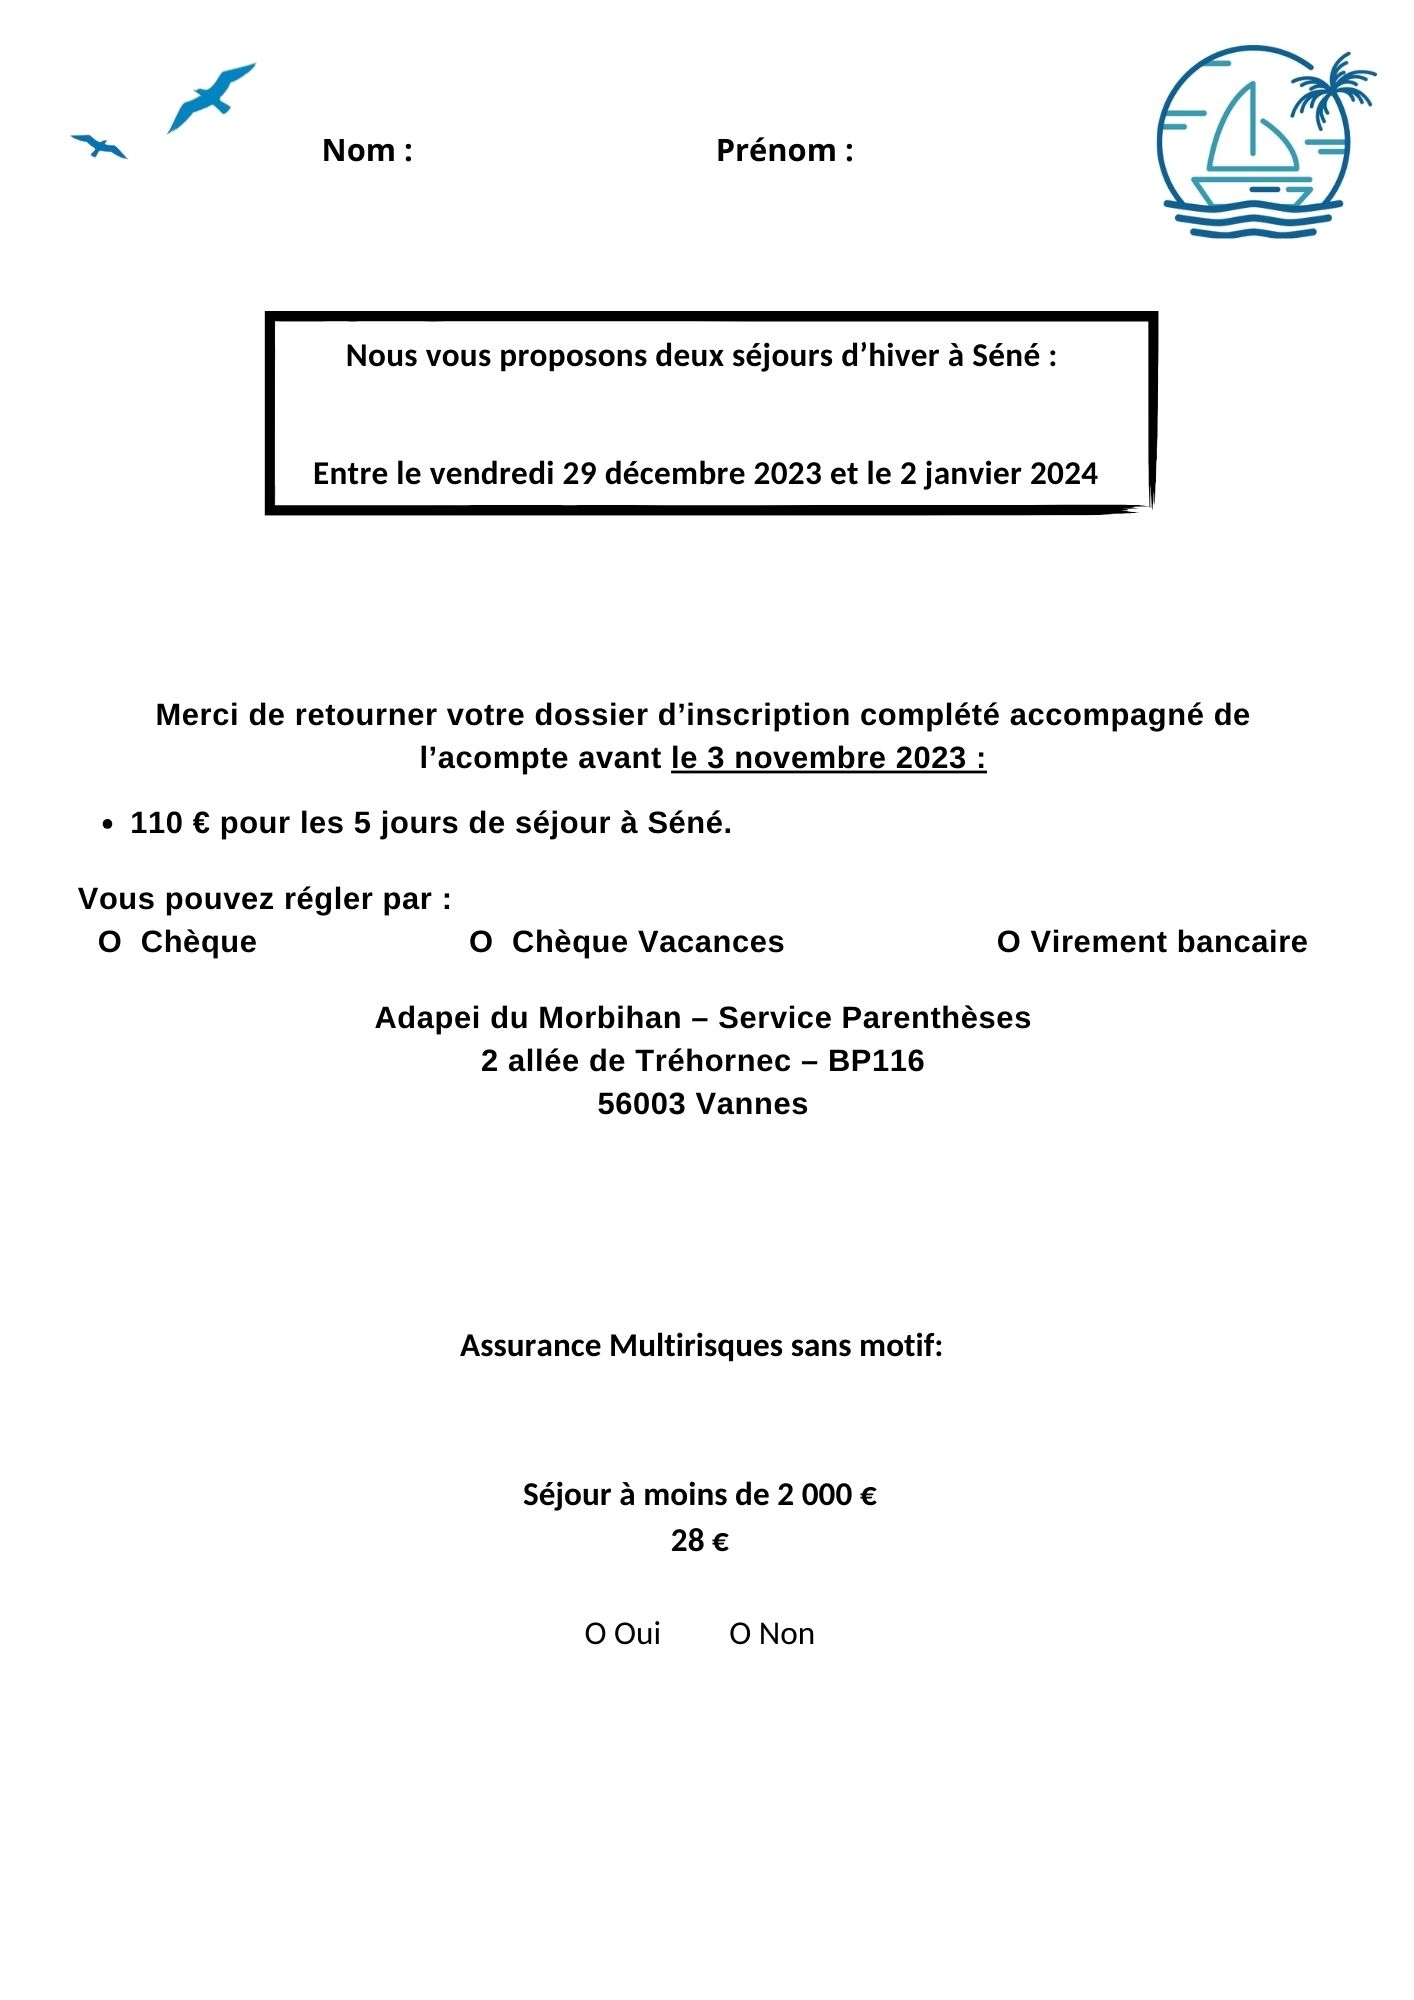 Nom : Prénom :
Nous vous proposons deux séjours d’hiver à Séné :
Entre le vendredi 29 décembre 2023 et le 2 janvier 2024
Merci de retourner votre dossier d’inscription complété accompagné de
l’acompte avant le 3 novembre 2023 :
• 110 € pour les 5 jours de séjour à Séné.
Vous pouvez régler par :
O Chèque O Chèque Vacances O Virement bancaire
Adapei du Morbihan – Service Parenthèses
2 allée de Tréhornec – BP116
56003 Vannes
Assurance Multirisques sans motif:
Séjour à moins de 2 000 €
28 €
O Oui O Non